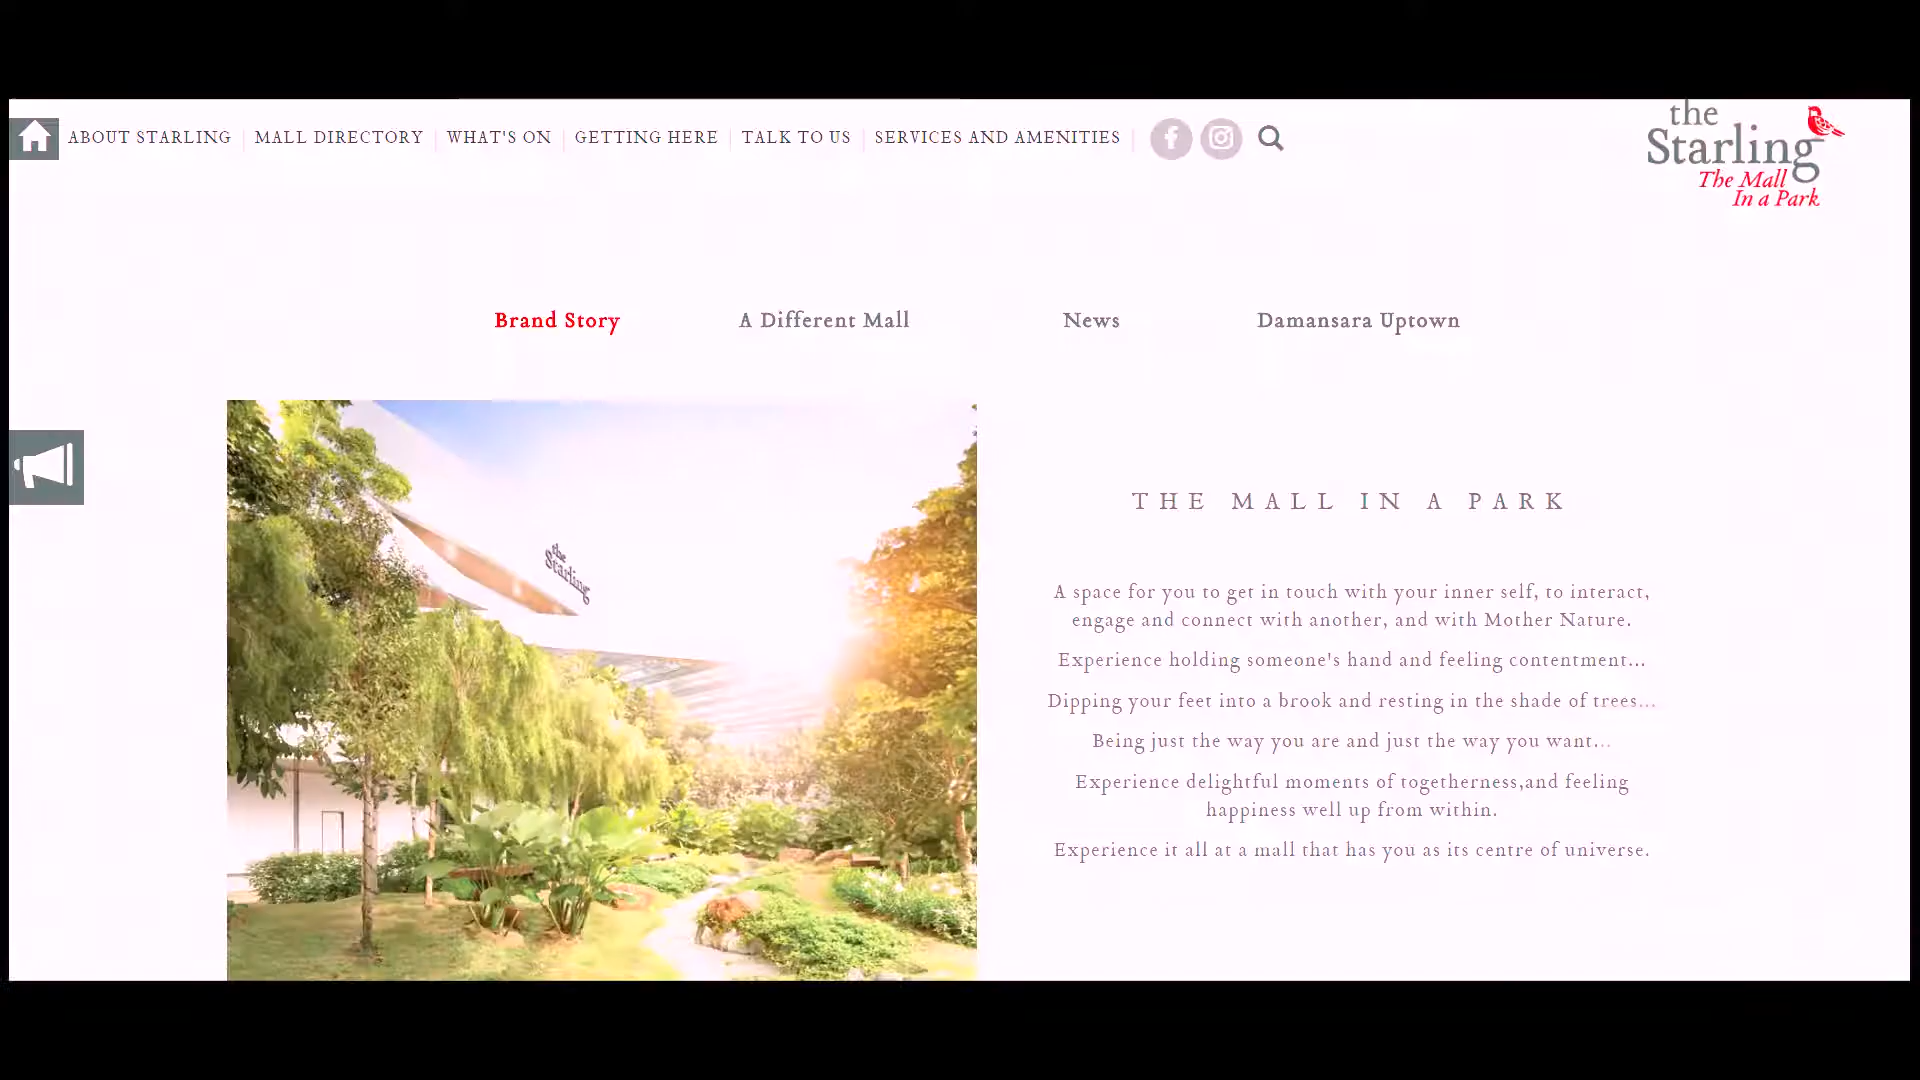 ABOUT STARLING
MALL DIRECTORY
WHAT'S ON
GETTING HERE
TALK TO US
SERVICES AND AMENITIES
the
Starling
The Mall
In a Park
Brand Story
A Different Mall
News
Damansara Uptown
the
Starling
THE MALL IN A PARK
A space for you to get in touch with your inner self, to interact,
engage and connect with another, and with Mother Nature.
Experience holding someone's hand and feeling contentment...
Dipping your feet into a brook and resting in the shade of trees...
Being just the way you are and just the way you want...
Experience delightful moments of togetherness,and feeling
happiness well up from within.
Experience it all at a mall that has you as its centre of universe.